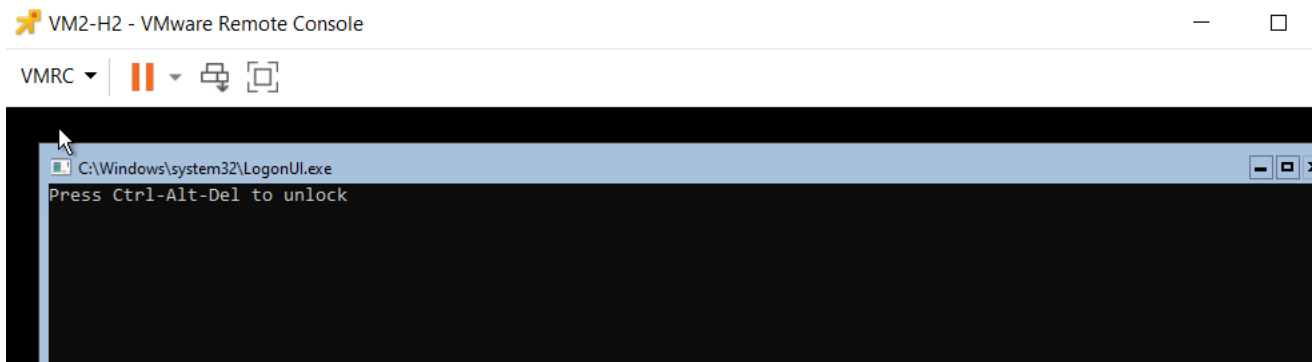 VM2-H2 - VMware Remote Console
VMRC
C:\Windows\system32\LogonUI.exe
Press Ctrl-Alt-Del to unlock